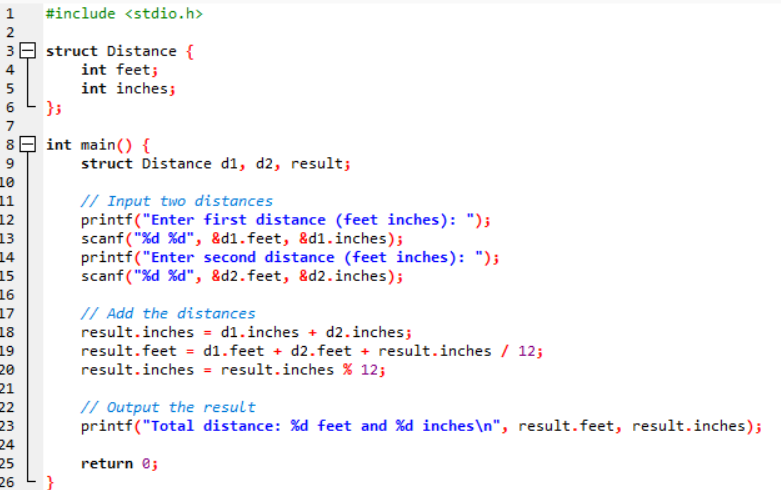 1 #include <stdio.h>
2
3 struct Distance {
4     int feet;
5     int inches;
6 };
7
8 int main() {
9     struct Distance d1, d2, result;
10
11     // Input two distances
12     printf("Enter first distance (feet inches): ");
13     scanf("%d %d", &d1.feet, &d1.inches);
14     printf("Enter second distance (feet inches): ");
15     scanf("%d %d", &d2.feet, &d2.inches);
16
17     // Add the distances
18     result.inches = d1.inches + d2.inches;
19     result.feet = d1.feet + d2.feet + result.inches / 12;
20     result.inches = result.inches % 12;
21
22     // Output the result
23     printf("Total distance: %d feet and %d inches\n", result.feet, result.inches);
24
25     return 0;
26 }